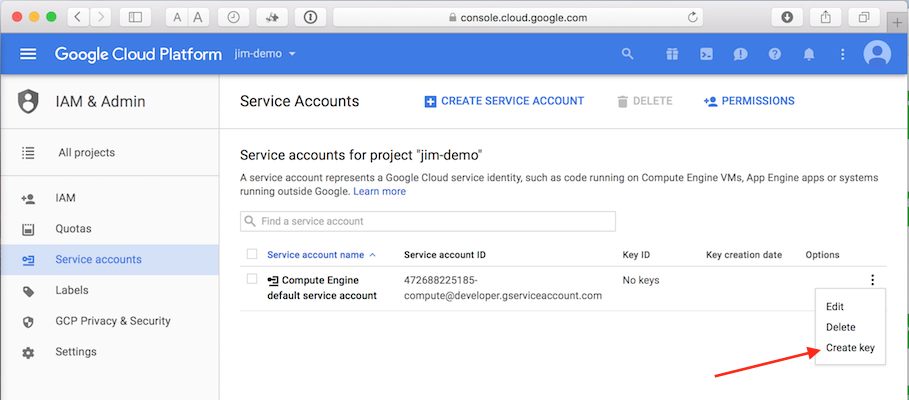 A A
console.cloud.google.com
Google Cloud Platform jim-demo
IAM & Admin
Service Accounts CREATE SERVICE ACCOUNT DELETE PERMISSIONS
All projects
IAM
Quotas
Service accounts
Labels
GCP Privacy & Security
Settings
Service accounts for project "jim-demo"
A service account represents a Google Cloud service identity, such as code running on Compute Engine VMs, App Engine apps or systems
running outside Google. Learn more
Find a service account
Service account name Service account ID Key ID Key creation date Options
Compute Engine 472688225185- No keys
default service account compute@developer.gserviceaccount.com
Edit
Delete
Create key